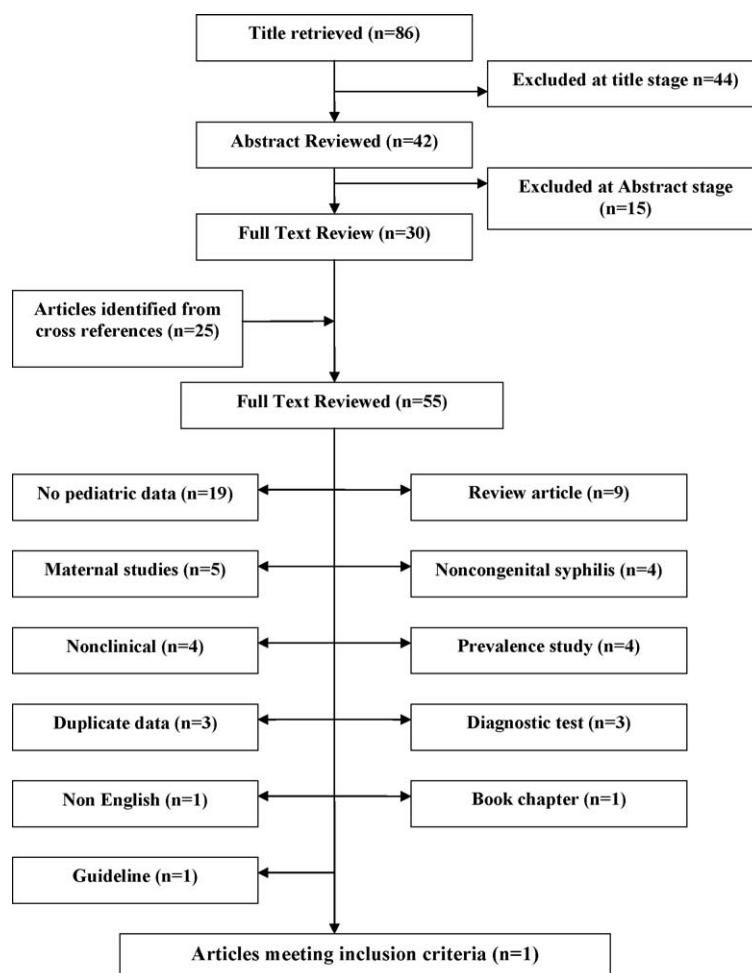 Title retrieved (n=86)
Excluded at title stage n=44)
Abstract Reviewed (n=42)
Excluded at Abstract stage
(n=15)
Full Text Review (n=30)
Articles identified from
cross references (n=25)
Full Text Reviewed (n=55)
No pediatric data (n=19)
Review article (n=9)
Maternal studies (n=5)
Noncongenital syphilis (n=4)
Nonclinical (n=4)
Prevalence study (n=4)
Duplicate data (n=3)
Diagnostic test (n=3)
Non English (n=1)
Book chapter (n=1)
Guideline (n=1)
Articles meeting inclusion criteria (n=1)